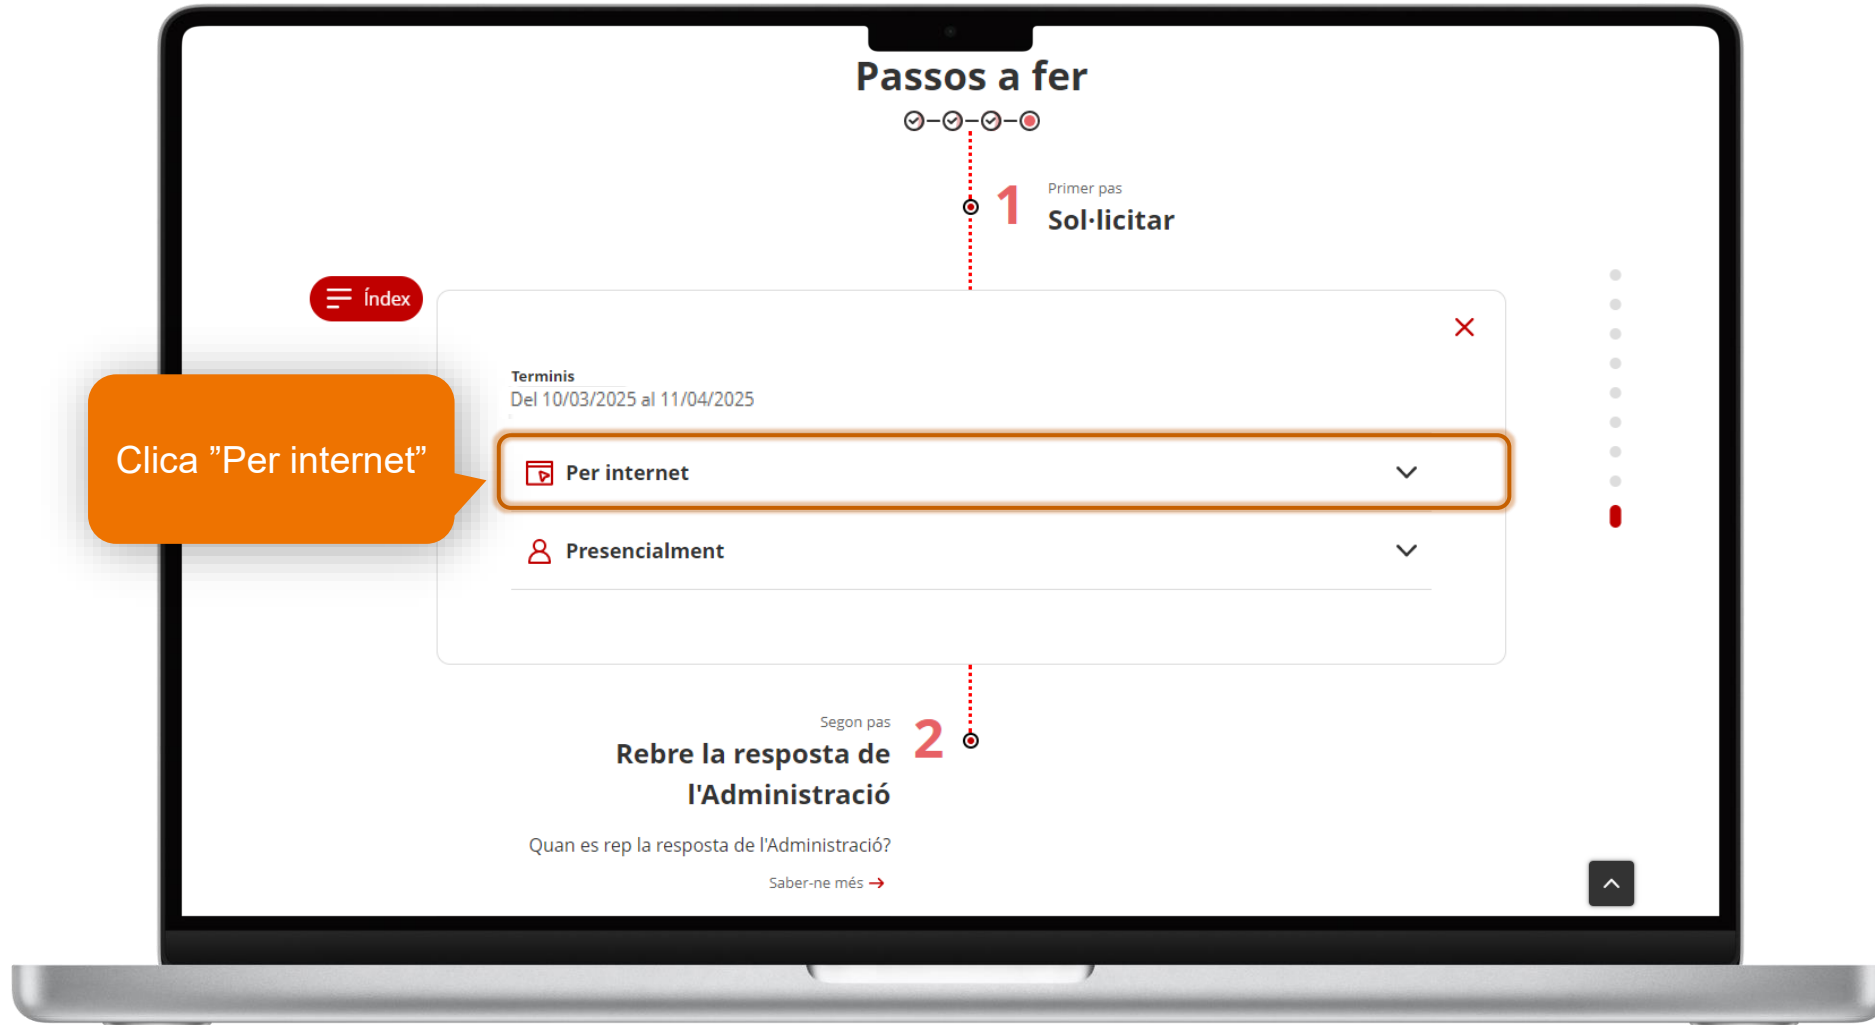 Passos a fer
1
Primer pas
Sol·licitar
Índex
Terminis
Del 10/03/2025 al 11/04/2025
Clica ”Per internet”
Per internet
Presencialment
Segon pas
2
Rebre la resposta de
l'Administració
Quan es rep la resposta de l'Administració?
Saber-ne més →